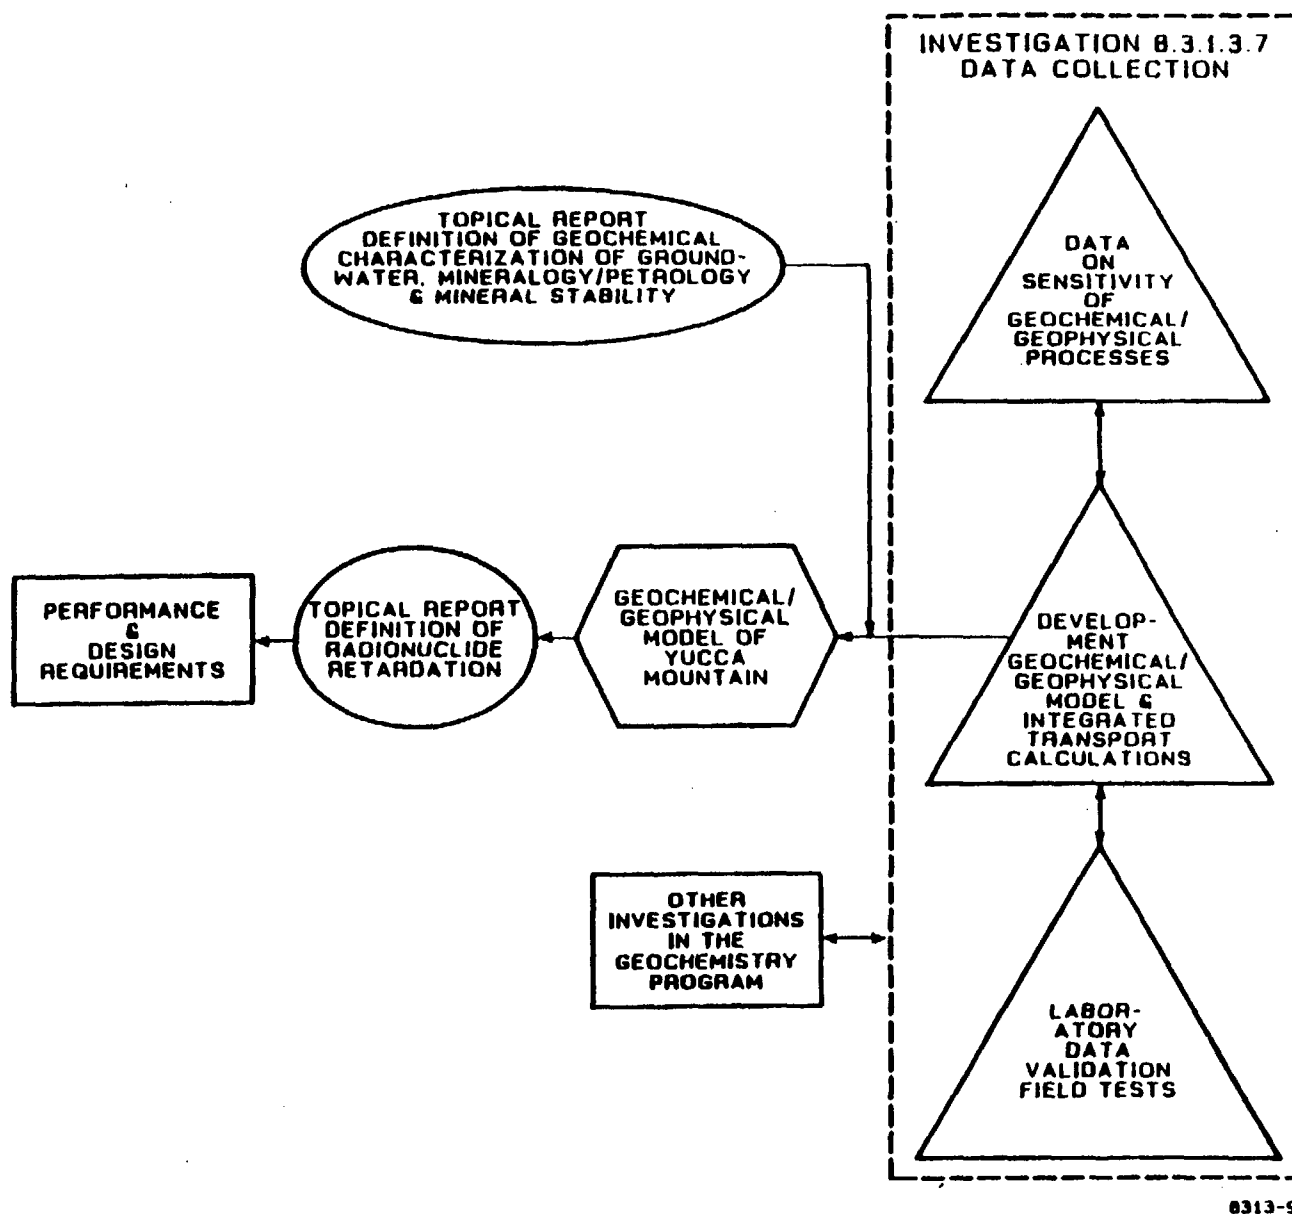 INVESTIGATION 8.3.1.3.7
DATA COLLECTION
DATA
ON
SENSITIVITY
OF
GEOCHEMICAL/
GEOPHYSICAL
PROCESSES
TOPICAL REPORT
DEFINITION OF GEOCHEMICAL
CHARACTERIZATION OF GROUND-
WATER, MINERALOGY/PETROLOGY
& MINERAL STABILITY
PERFORMANCE
&
DESIGN
REQUIREMENTS
TOPICAL REPORT
DEFINITION OF
RADIONUCLIDE
RETARDATION
GEOCHEMICAL/
GEOPHYSICAL
MODEL OF
YUCCA
MOUNTAIN
DEVELOP-
MENT
GEOCHEMICAL/
GEOPHYSICAL
MODEL &
INTEGRATED
TRANSPORT
CALCULATIONS
OTHER
INVESTIGATIONS
IN THE
GEOCHEMISTRY
PROGRAM
LABOR-
ATORY
DATA
VALIDATION
FIELD TESTS
8313-9